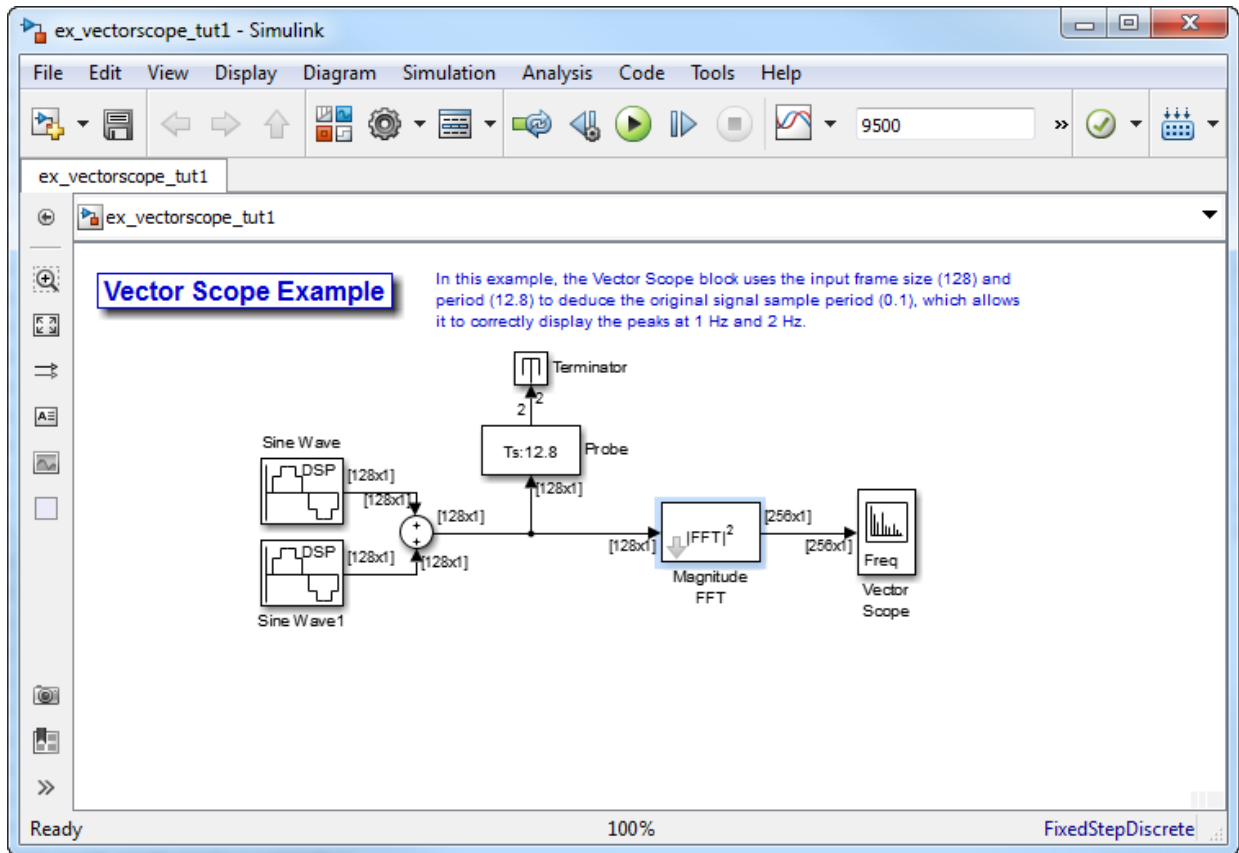 ex_vectorscope_tut1 - Simulink
File Edit View Display Diagram Simulation Analysis Code Tools Help
9500 »
ex_vectorscope_tut1
ex_vectorscope_tut1
Vector Scope Example
In this example, the Vector Scope block uses the input frame size (128) and
period (12.8) to deduce the original signal sample period (0.1), which allows
it to correctly display the peaks at 1 Hz and 2 Hz.
Terminator
2
2
Ts:12.8
Probe
[128x1]
Sine Wave
DSP
[128x1]
[128x1]
+
+
[128x1]
DSP
[128x1]
[128x1]
Sine Wave1
[128x1]
|FFT|²
Magnitude
FFT
[256x1]
[256x1]
Freq
Vector
Scope
A
»
Ready 100% FixedStepDiscrete